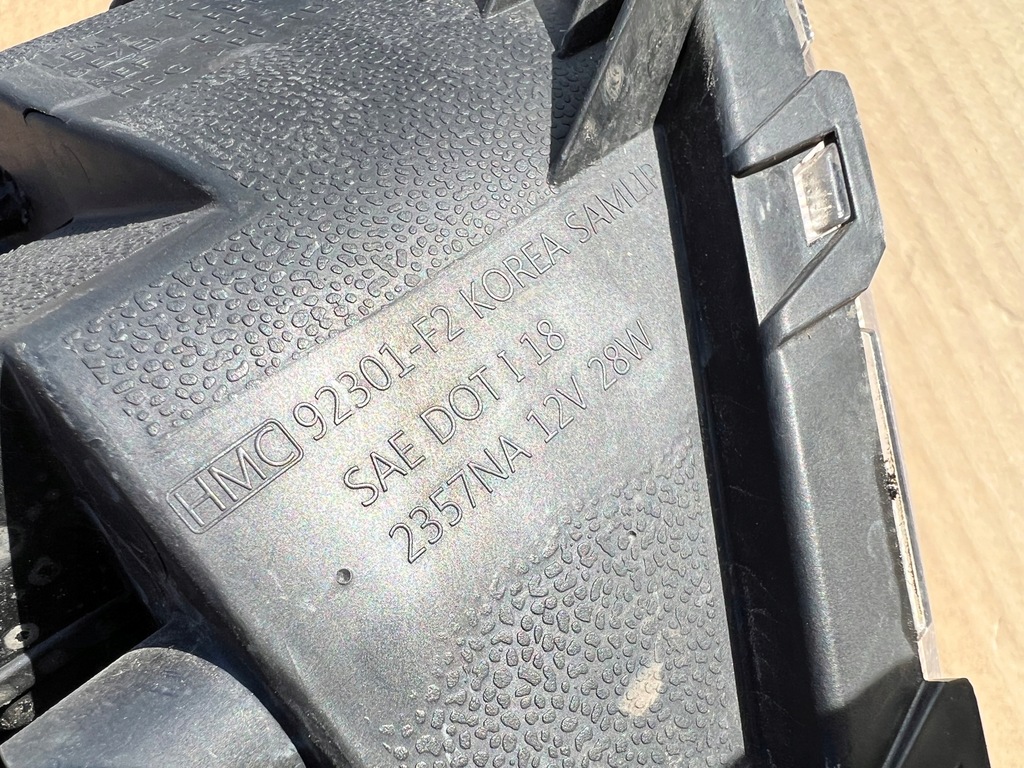 HMC 92301-F2 KOREA SAMLIP
SAE DOT I 18
2357NA 12V 28W